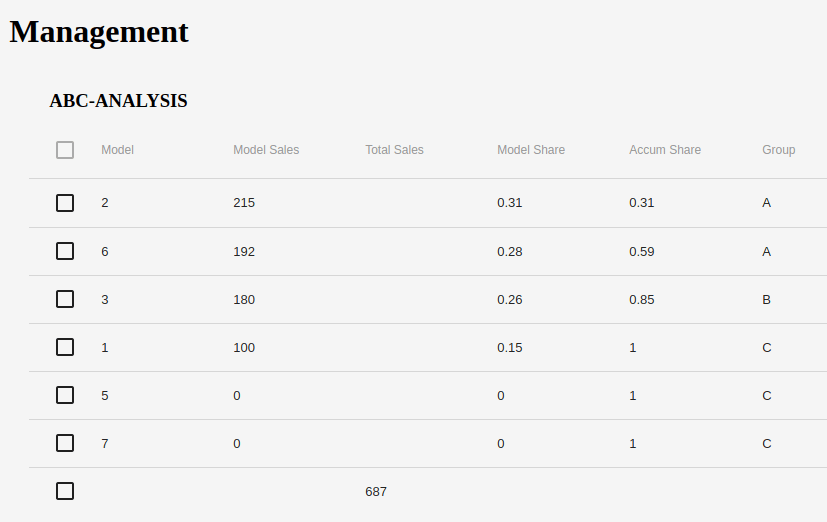 Management
ABC-ANALYSIS
Model Model Sales Total Sales Model Share Accum Share Group
2 215 0.31 0.31 A
6 192 0.28 0.59 A
3 180 0.26 0.85 B
1 100 0.15 1 C
5 0 0 1 C
7 0 0 1 C
687